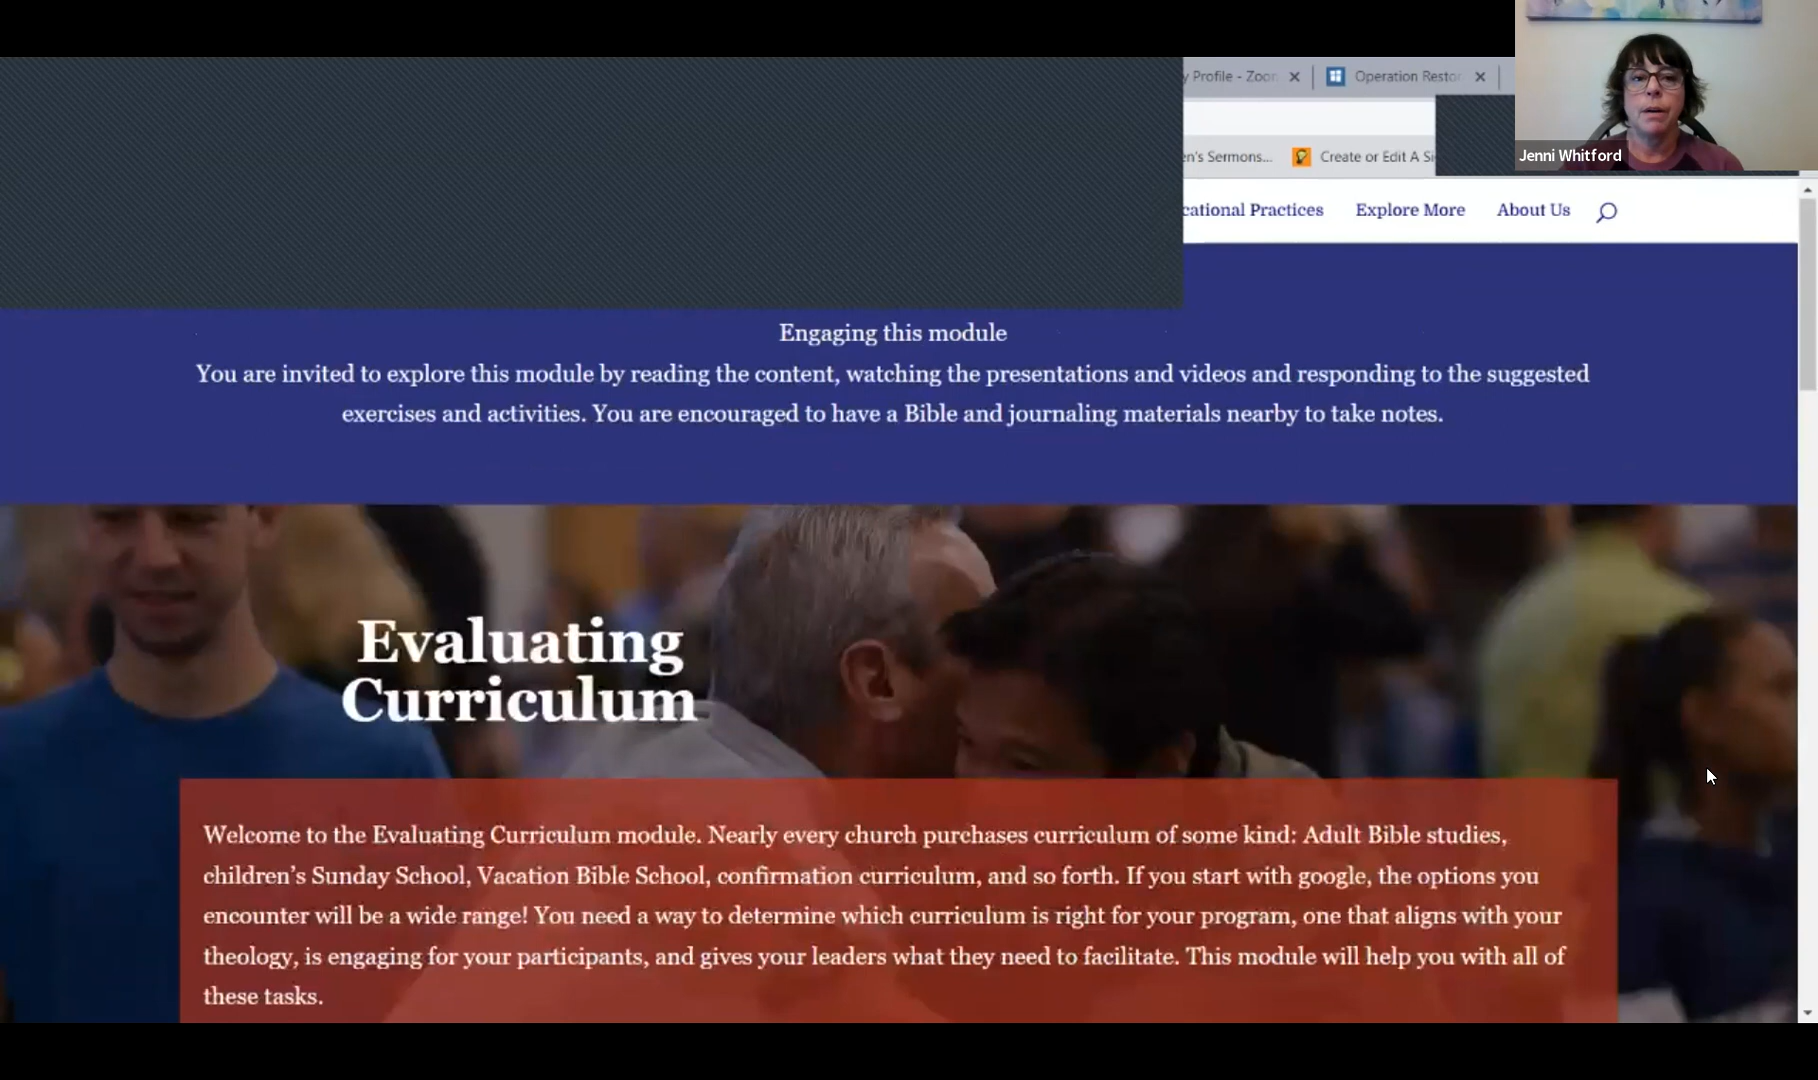 y Profile - Zoom
Operation Restor
en's Sermons...
Create or Edit A Si
Jenni Whitford
cational Practices
Explore More
About Us
Engaging this module
You are invited to explore this module by reading the content, watching the presentations and videos and responding to the suggested
exercises and activities. You are encouraged to have a Bible and journaling materials nearby to take notes.
Evaluating
Curriculum
Welcome to the Evaluating Curriculum module. Nearly every church purchases curriculum of some kind: Adult Bible studies,
children’s Sunday School, Vacation Bible School, confirmation curriculum, and so forth. If you start with google, the options you
encounter will be a wide range! You need a way to determine which curriculum is right for your program, one that aligns with your
theology, is engaging for your participants, and gives your leaders what they need to facilitate. This module will help you with all of
these tasks.